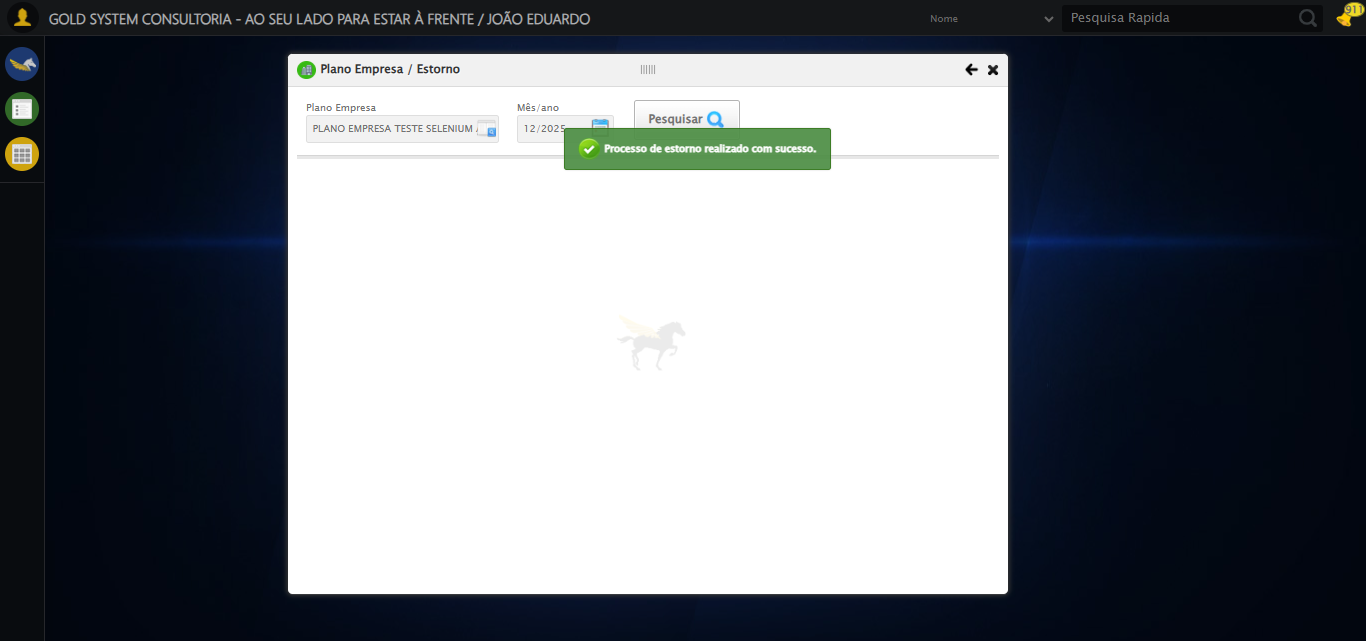 GOLD SYSTEM CONSULTORIA - AO SEU LADO PARA ESTAR À FRENTE / JOÃO EDUARDO
Nome
Pesquisa Rapida
911
Plano Empresa / Estorno
Plano Empresa
Mês/ano
PLANO EMPRESA TESTE SELENIUM
12/2025
Pesquisar
Processo de estorno realizado com sucesso.